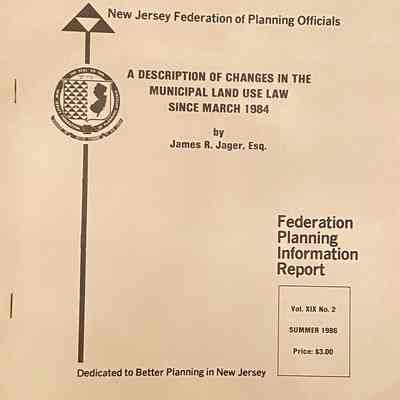 New Jersey Federation of Planning Officials
A DESCRIPTION OF CHANGES IN THE
MUNICIPAL LAND USE LAW
SINCE MARCH 1984
by
James R. Jager, Esq.
Federation
Planning
Information
Report
Vol. XIX No. 2
SUMMER 1986
Price: $3.00
Dedicated to Better Planning in New Jersey